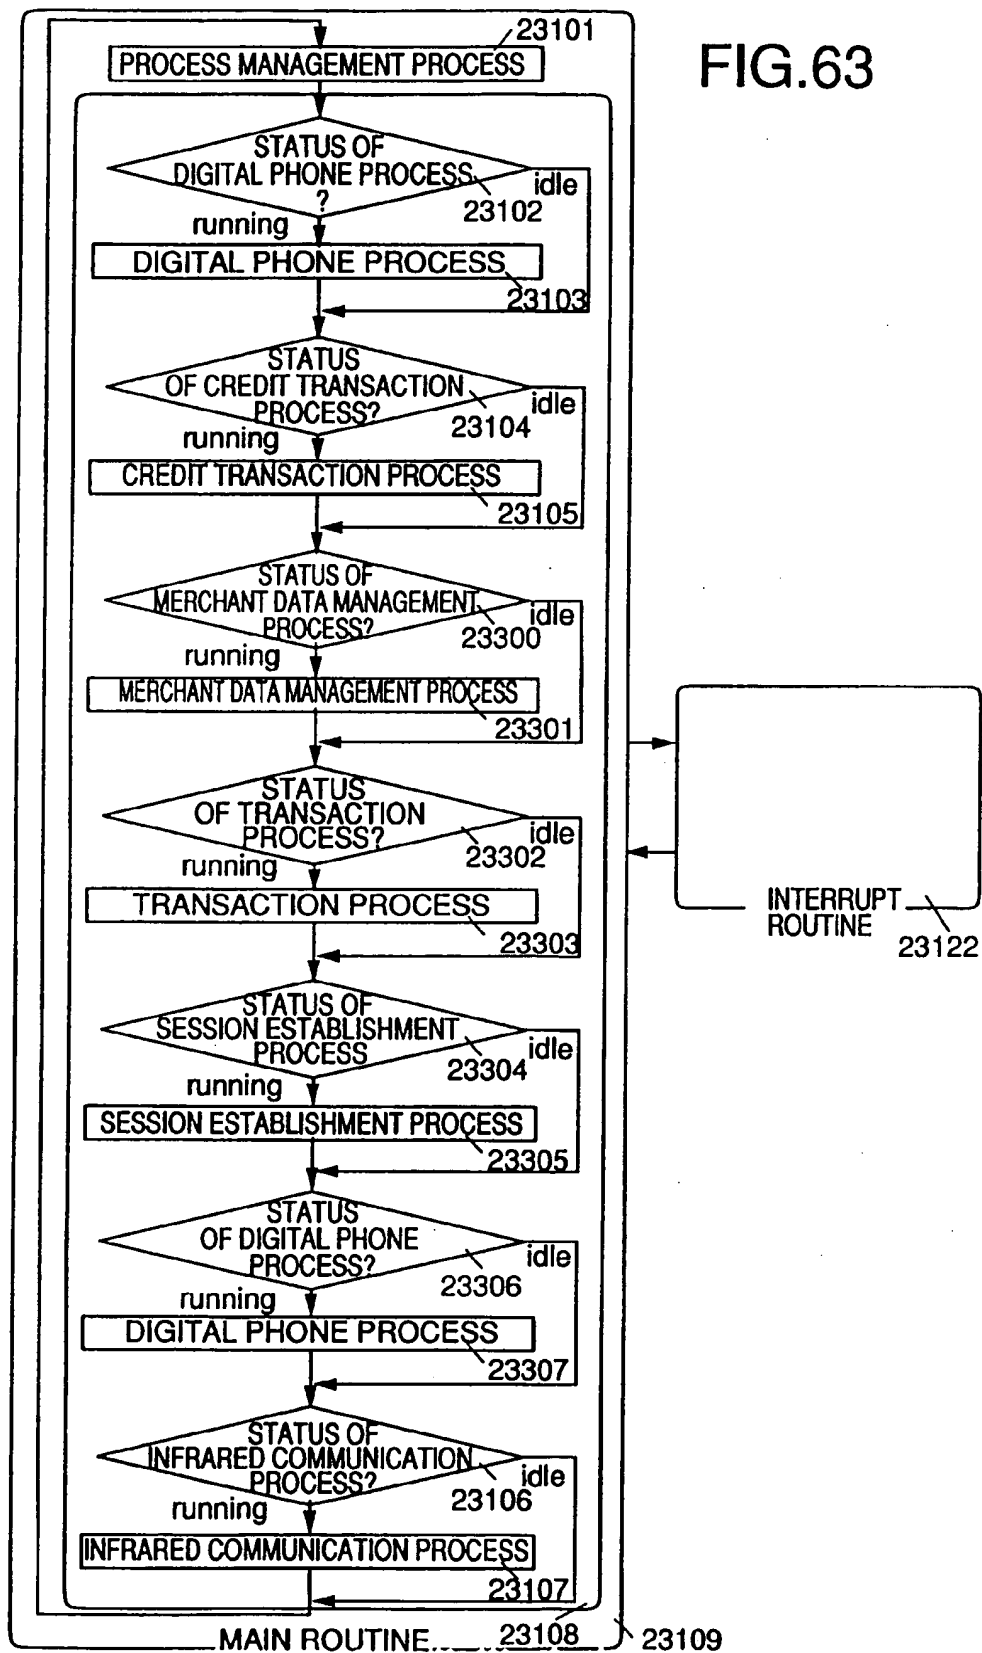 23101
FIG.63
PROCESS MANAGEMENT PROCESS
STATUS OF
DIGITAL PHONE PROCESS
?
idle
23102
running
DIGITAL PHONE PROCESS
23103
STATUS
OF CREDIT TRANSACTION
PROCESS?
idle
23104
running
CREDIT TRANSACTION PROCESS
23105
STATUS OF
MERCHANT DATA MANAGEMENT
PROCESS?
idle
23300
running
MERCHANT DATA MANAGEMENT PROCESS
23301
STATUS
OF TRANSACTION
PROCESS?
idle
23302
running
TRANSACTION PROCESS
23303
INTERRUPT
ROUTINE
23122
STATUS OF
SESSION ESTABLISHMENT
PROCESS
idle
23304
running
SESSION ESTABLISHMENT PROCESS
23305
STATUS
OF DIGITAL PHONE
PROCESS?
idle
23306
running
DIGITAL PHONE PROCESS
23307
STATUS OF
INFRARED COMMUNICATION
PROCESS?
idle
23106
running
INFRARED COMMUNICATION PROCESS
23107
MAIN ROUTINE
23108
23109